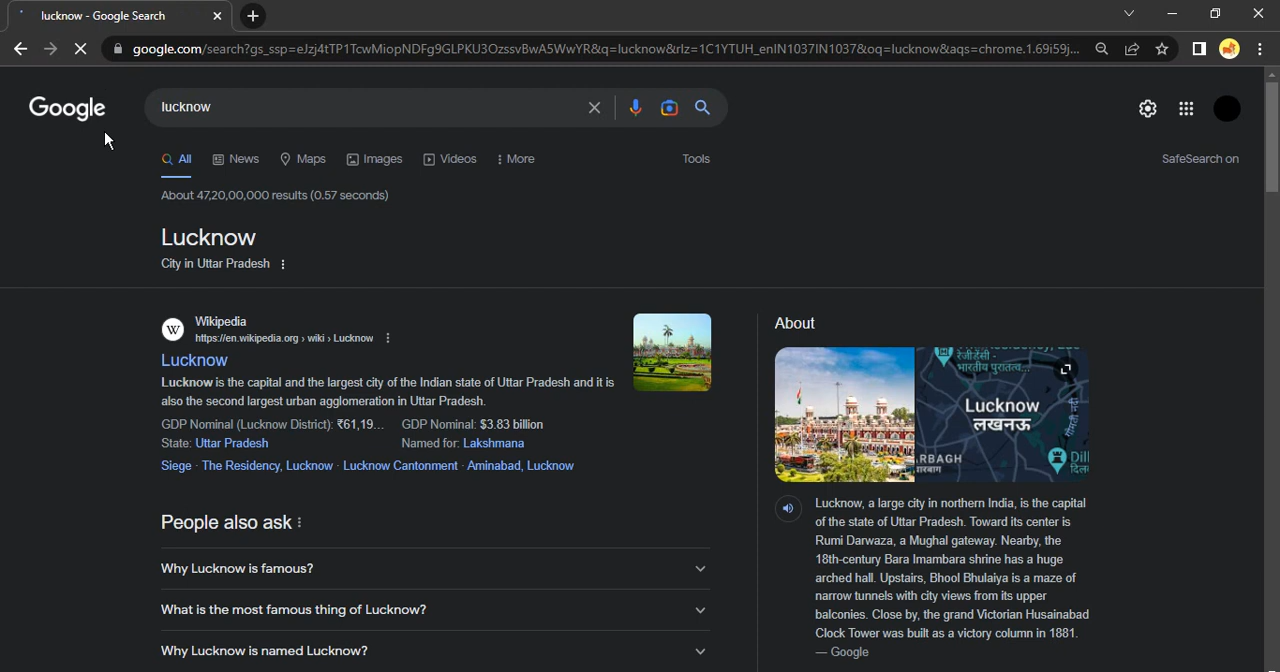 lucknow - Google Search
google.com/search?gs_ssp=eJzj4tTP1TcwMiopNDFg9GLPKU3OzssvBwA5WwYR&q=lucknow&rlz=1C1YTUH_enIN1037IN1037&oq=lucknow&aqs=chrome.1.69i59j...
Google
lucknow
All
News
Maps
Images
Videos
More
Tools
SafeSearch on
About 47,20,00,000 results (0.57 seconds)
Lucknow
City in Uttar Pradesh
W
Wikipedia
https://en.wikipedia.org › wiki › Lucknow
Lucknow
Lucknow is the capital and the largest city of the Indian state of Uttar Pradesh and it is
also the second largest urban agglomeration in Uttar Pradesh.
GDP Nominal (Lucknow District): ₹61,19... GDP Nominal: $3.83 billion
State: Uttar Pradesh Named for: Lakshmana
Siege · The Residency, Lucknow · Lucknow Cantonment · Aminabad, Lucknow
People also ask
Why Lucknow is famous?
What is the most famous thing of Lucknow?
Why Lucknow is named Lucknow?
About
रेजीडेंसी -
भारतीय पुरातत्व...
Lucknow
लखनऊ
गोमती नदी
ARBAGH
रबाग
Dil
दिल
Lucknow, a large city in northern India, is the capital
of the state of Uttar Pradesh. Toward its center is
Rumi Darwaza, a Mughal gateway. Nearby, the
18th-century Bara Imambara shrine has a huge
arched hall. Upstairs, Bhool Bhulaiya is a maze of
narrow tunnels with city views from its upper
balconies. Close by, the grand Victorian Husainabad
Clock Tower was built as a victory column in 1881.
— Google